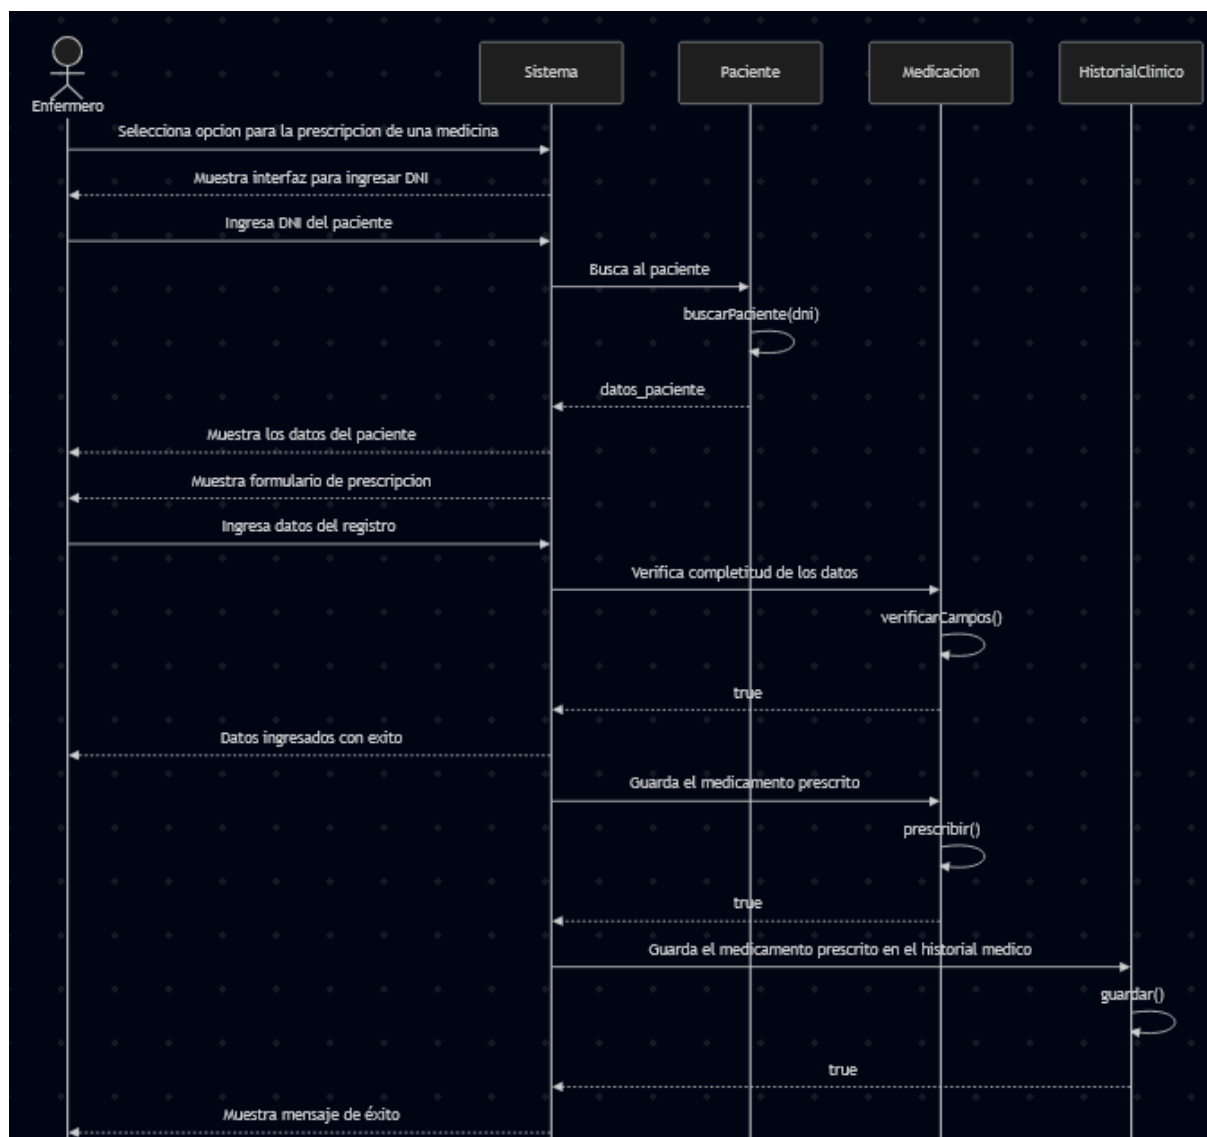 Enfermero
Sistema
Paciente
Medicacion
HistorialClinico
Selecciona opcion para la prescripcion de una medicina
Muestra interfaz para ingresar DNI
Ingresa DNI del paciente
Busca al paciente
buscarPaciente(dni)
datos_paciente
Muestra los datos del paciente
Muestra formulario de prescripcion
Ingresa datos del registro
Verifica completitud de los datos
verificarCampos()
true
Datos ingresados con exito
Guarda el medicamento prescrito
prescribir()
true
Guarda el medicamento prescrito en el historial medico
guardar()
true
Muestra mensaje de éxito